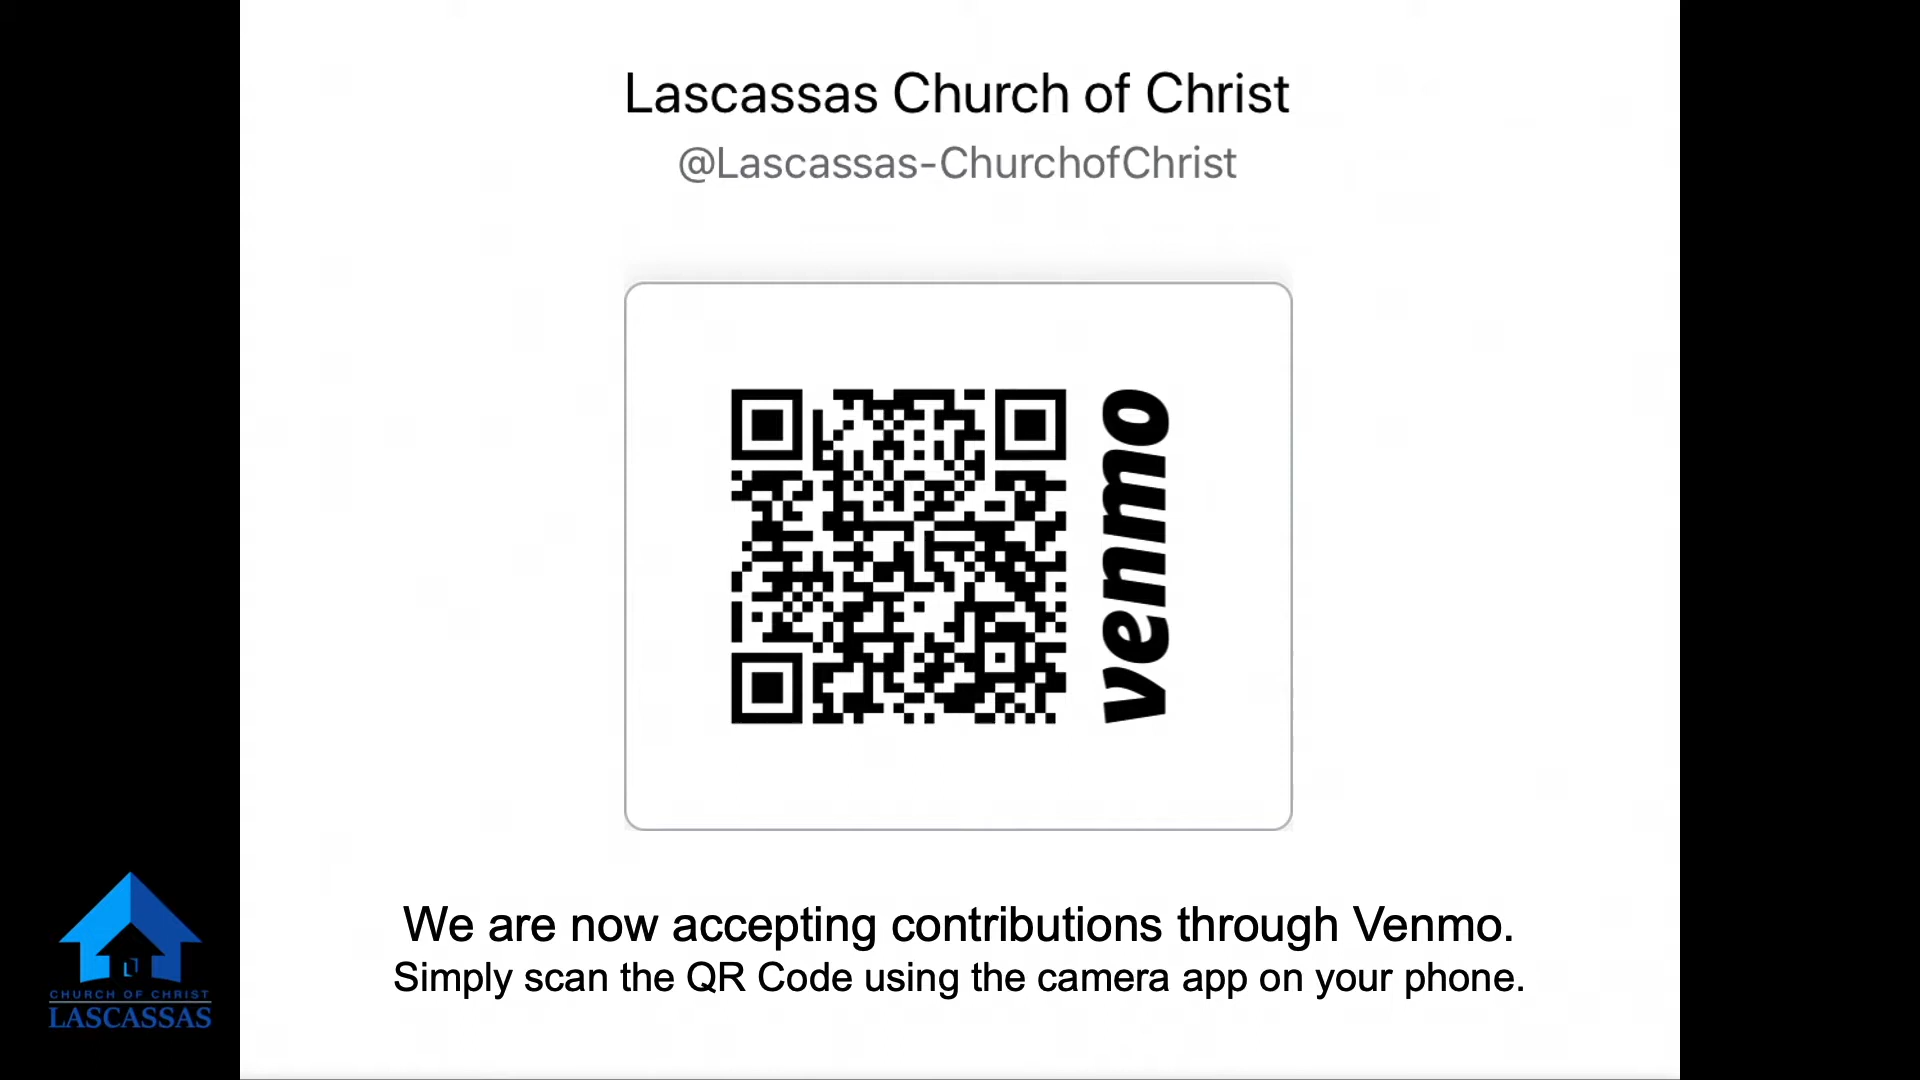 Lascassas Church of Christ
@Lascassas-ChurchofChrist
venmo
We are now accepting contributions through Venmo.
Simply scan the QR Code using the camera app on your phone.
CHURCH OF CHRIST
LASCASSAS